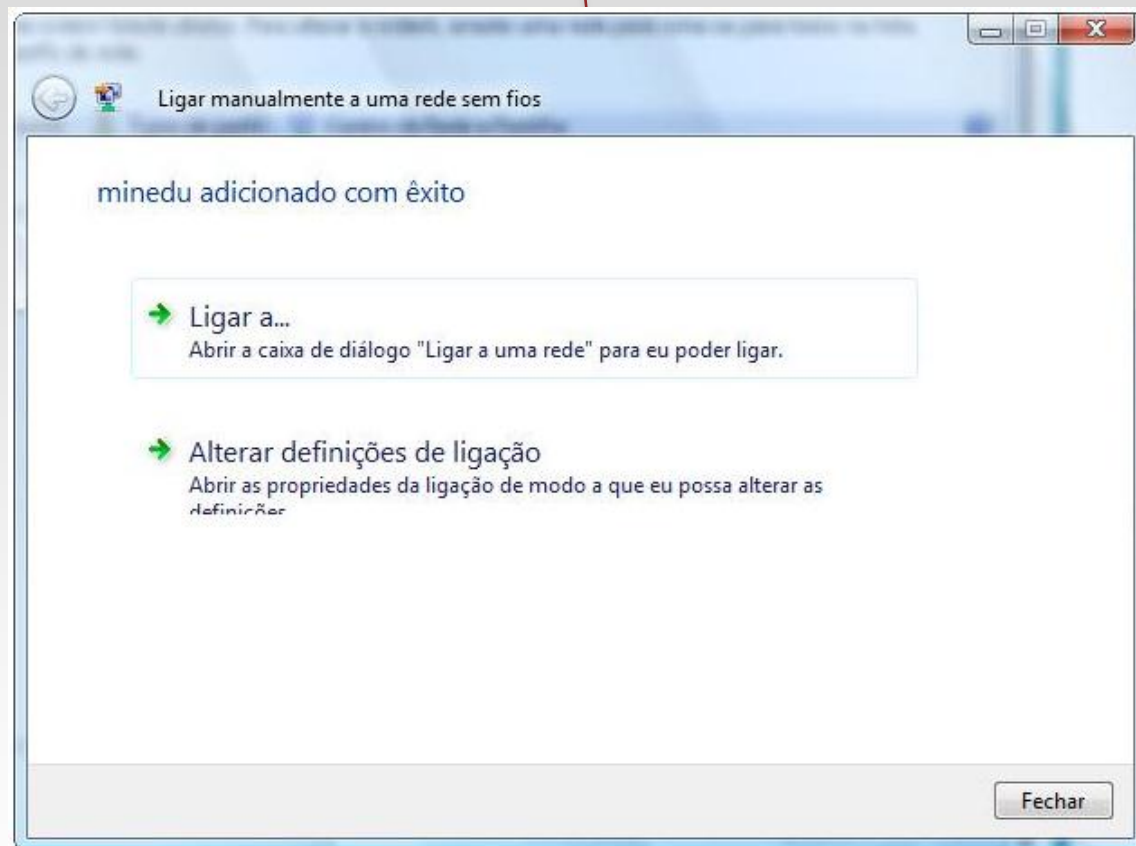 Ligar manualmente a uma rede sem fios
minedu adicionado com êxito
Ligar a...
Abrir a caixa de diálogo "Ligar a uma rede" para eu poder ligar.
Alterar definições de ligação
Abrir as propriedades da ligação de modo a que eu possa alterar as
definições
Fechar